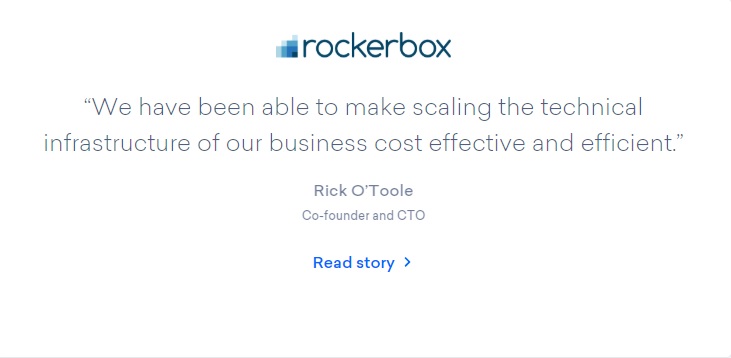 rockerbox
“We have been able to make scaling the technical
infrastructure of our business cost effective and efficient.”
Rick O’Toole
Co-founder and CTO
Read story